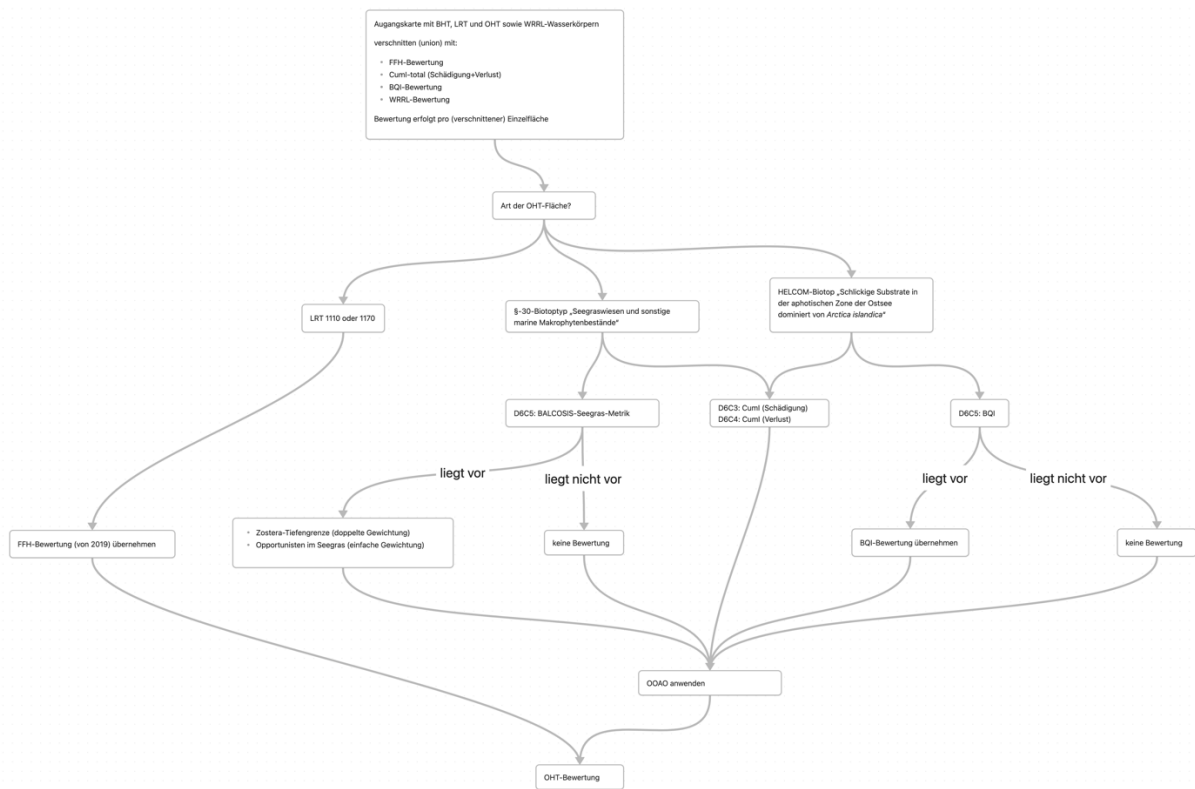 Augangskarte mit BHT, LRT und OHT sowie WRRL-Wasserkörpern
verschnitten (union) mit:
• FFH-Bewertung
• Cuml-total (Schädigung+Verlust)
• BQI-Bewertung
• WRRL-Bewertung
Bewertung erfolgt pro (verschnittener) Einzelfläche
Art der OHT-Fläche?
LRT 1110 oder 1170
§-30-Biotoptyp „Seegraswiesen und sonstige
marine Makrophytenbestände“
HELCOM-Biotop „Schlickige Substrate in
der aphotischen Zone der Ostsee
dominiert von Arctica islandica“
D6C5: BALCOSIS-Seegras-Metrik
D6C3: Cuml (Schädigung)
D6C4: Cuml (Verlust)
D6C5: BQI
liegt vor
liegt nicht vor
liegt vor
liegt nicht vor
FFH-Bewertung (von 2019) übernehmen
• Zostera-Tiefengrenze (doppelte Gewichtung)
• Opportunisten im Seegras (einfache Gewichtung)
keine Bewertung
BQI-Bewertung übernehmen
keine Bewertung
OOAO anwenden
OHT-Bewertung